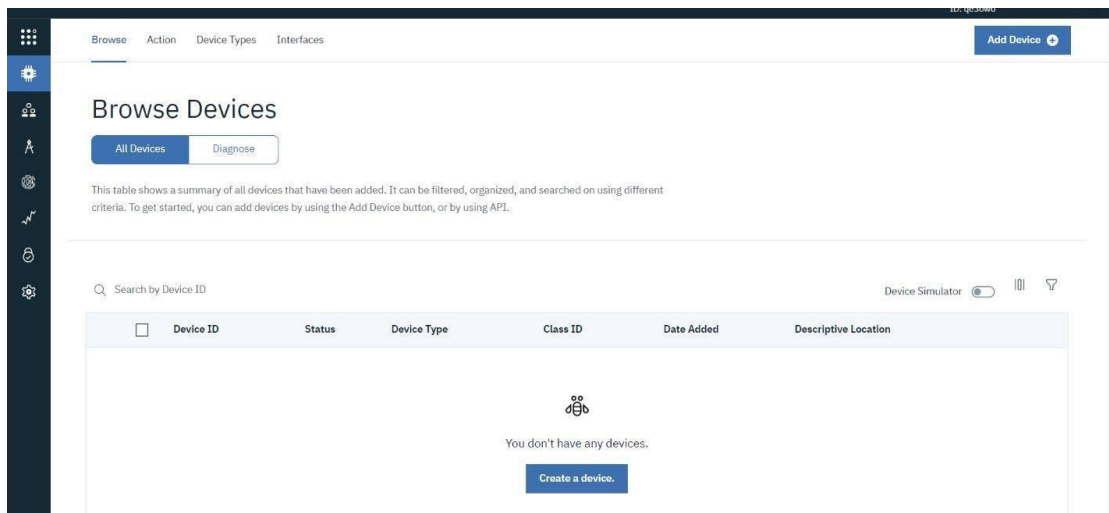 Browse Action Device Types Interfaces
Add Device
Browse Devices
All Devices Diagnose
This table shows a summary of all devices that have been added. It can be filtered, organized, and searched on using different
criteria. To get started, you can add devices by using the Add Device button, or by using API.
Search by Device ID
Device Simulator
Device ID Status Device Type Class ID Date Added Descriptive Location
You don't have any devices.
Create a device.